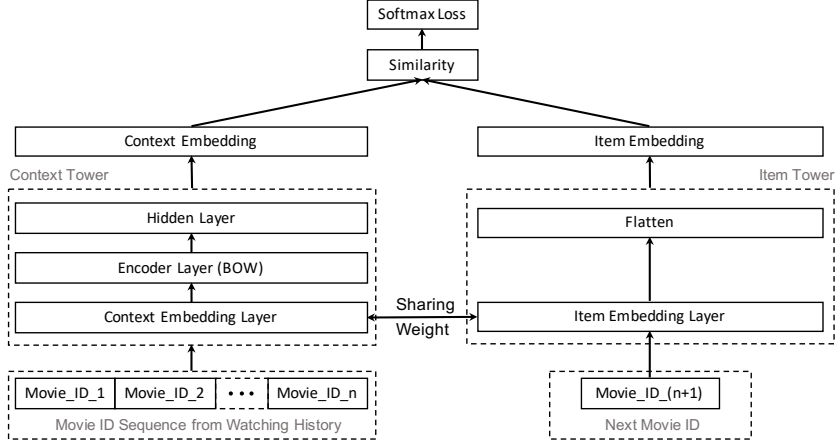 Softmax Loss
Similarity
Context Embedding
Item Embedding
Context Tower
Item Tower
Hidden Layer
Flatten
Encoder Layer (BOW)
Sharing
Weight
Context Embedding Layer
Item Embedding Layer
Movie_ID_1 Movie_ID_2 ••• Movie_ID_n
Movie_ID_(n+1)
Movie ID Sequence from Watching History
Next Movie ID